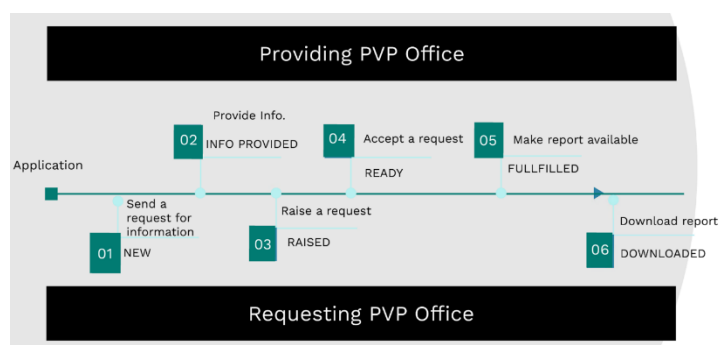 Providing PVP Office
Provide Info.
02
INFO PROVIDED
04
Accept a request
READY
05
Make report available
FULLFILLED
Application
Send a
request for
information
01
NEW
Raise a request
03
RAISED
Download report
06
DOWNLOADED
Requesting PVP Office